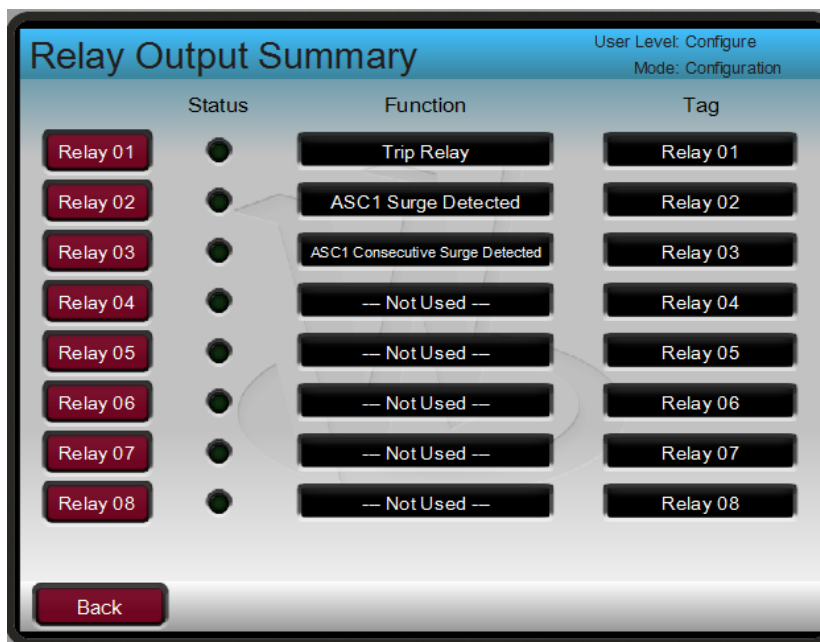 Relay Output Summary
User Level: Configure
Mode: Configuration
Status Function Tag
Relay 01 Trip Relay Relay 01
Relay 02 ASC1 Surge Detected Relay 02
Relay 03 ASC1 Consecutive Surge Detected Relay 03
Relay 04 --- Not Used --- Relay 04
Relay 05 --- Not Used --- Relay 05
Relay 06 --- Not Used --- Relay 06
Relay 07 --- Not Used --- Relay 07
Relay 08 --- Not Used --- Relay 08
Back